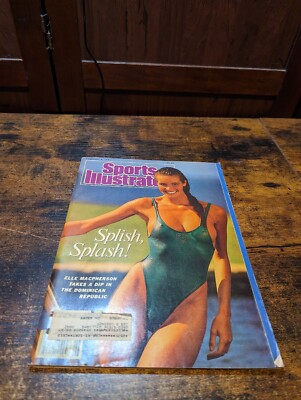 Sports
Illustrated
Splish,
Splash!
ELLE MACPHERSON
TAKES A DIP IN
THE DOMINICAN
REPUBLIC